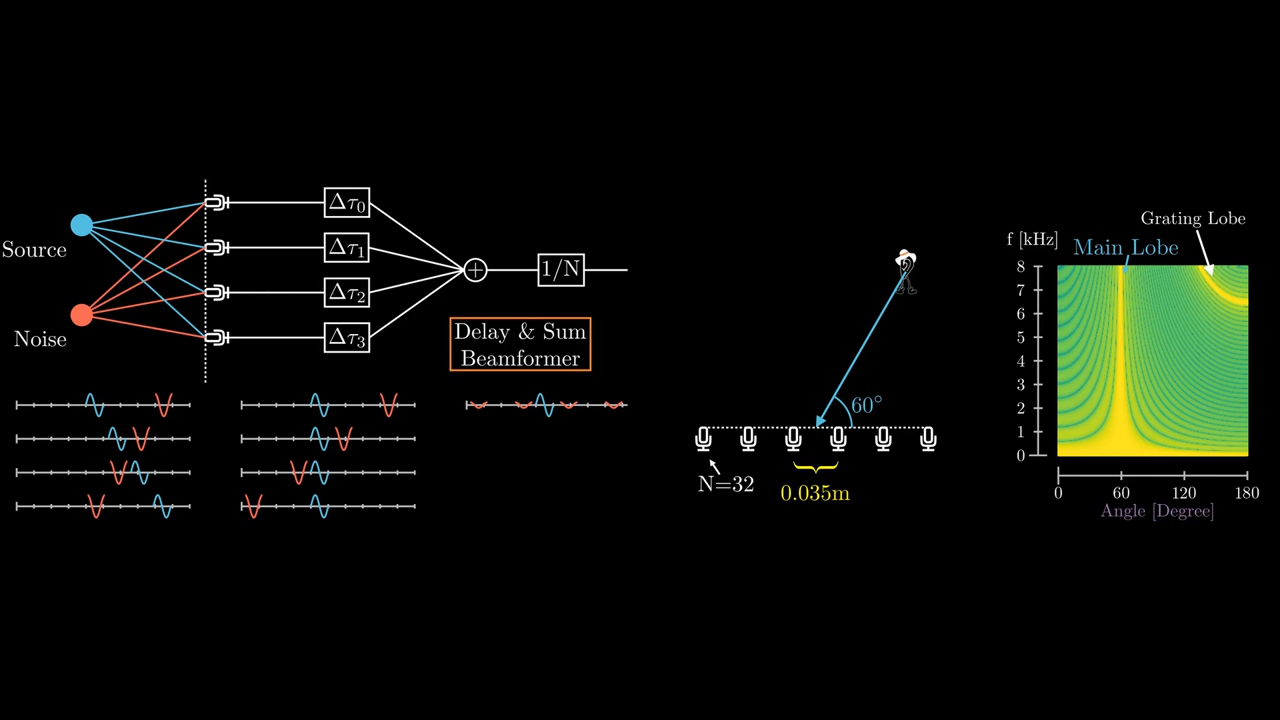 Source
Noise
Δτ₀
Δτ₁
Δτ₂
Δτ₃
+
1/N
Delay & Sum
Beamformer
60°
N=32
0.035m
Grating Lobe
f [kHz]
Main Lobe
8
7
6
5
4
3
2
1
0
0 60 120 180
Angle [Degree]